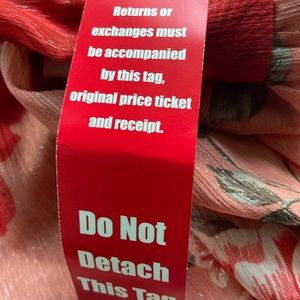 Returns or
exchanges must
be accompanied
by this tag,
original price ticket
and receipt.
Do Not
Detach
This Tag